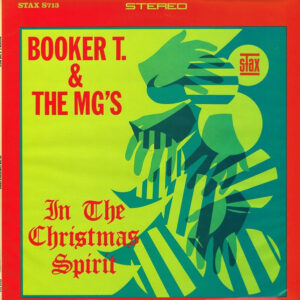 STAX S713
STEREO
BOOKER T.
&
THE MG'S
stax
In The
Christmas
Spirit